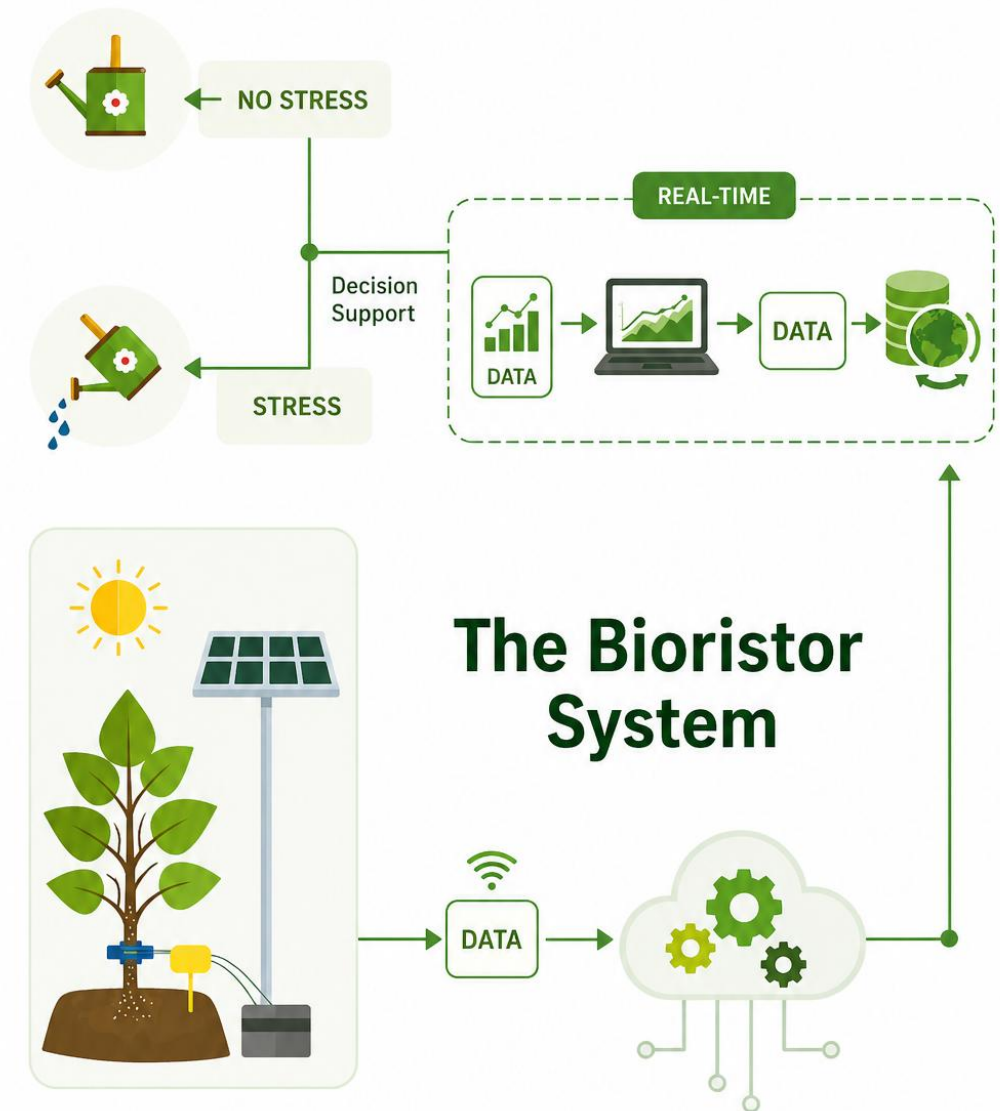 NO STRESS
REAL-TIME
Decision
Support
DATA
DATA
STRESS
The Bioristor
System
DATA